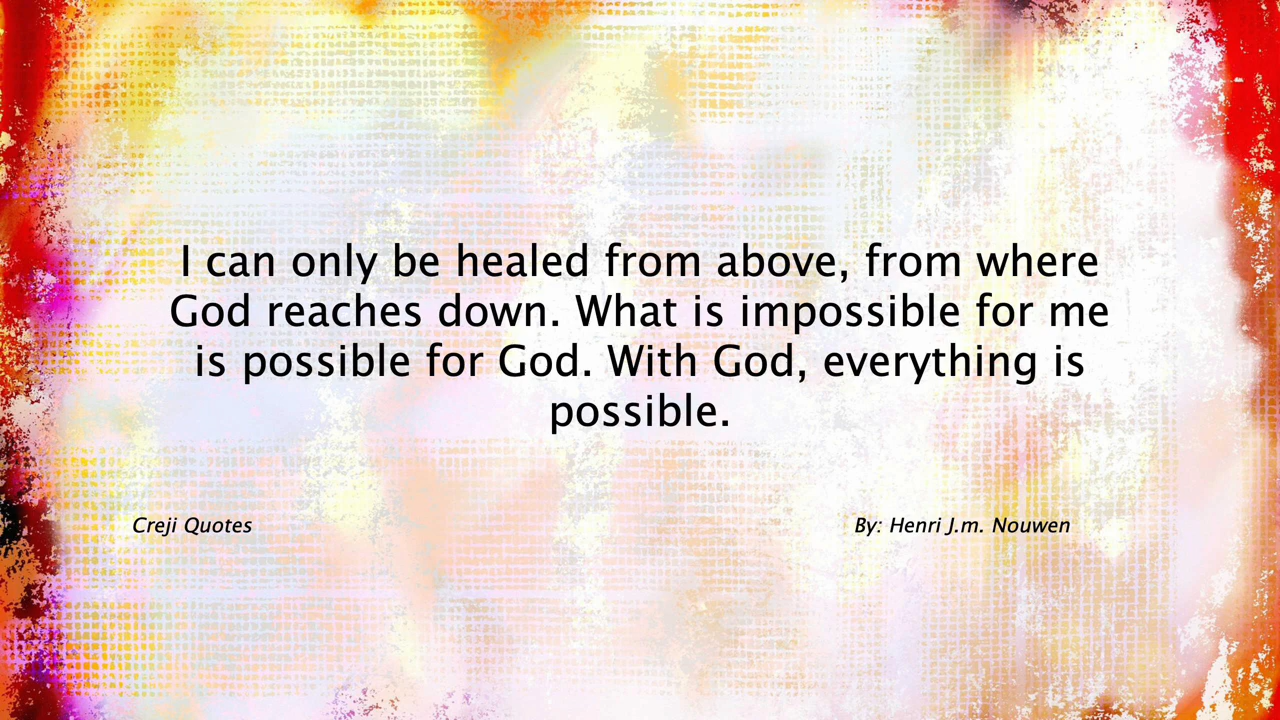 I can only be healed from above, from where
God reaches down. What is impossible for me
is possible for God. With God, everything is
possible.
Creji Quotes
By: Henri J.m. Nouwen